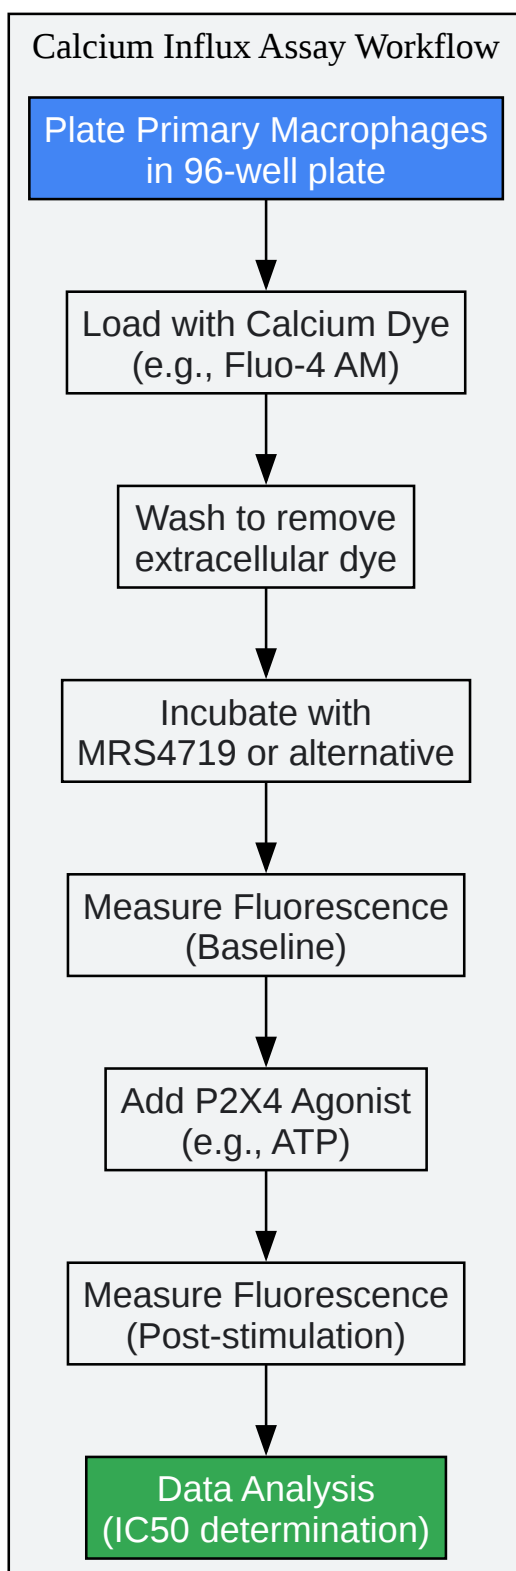 Calcium Influx Assay Workflow
Plate Primary Macrophages
in 96-well plate
Load with Calcium Dye
(e.g., Fluo-4 AM)
Wash to remove
extracellular dye
Incubate with
MRS4719 or alternative
Measure Fluorescence
(Baseline)
Add P2X4 Agonist
(e.g., ATP)
Measure Fluorescence
(Post-stimulation)
Data Analysis
(IC50 determination)